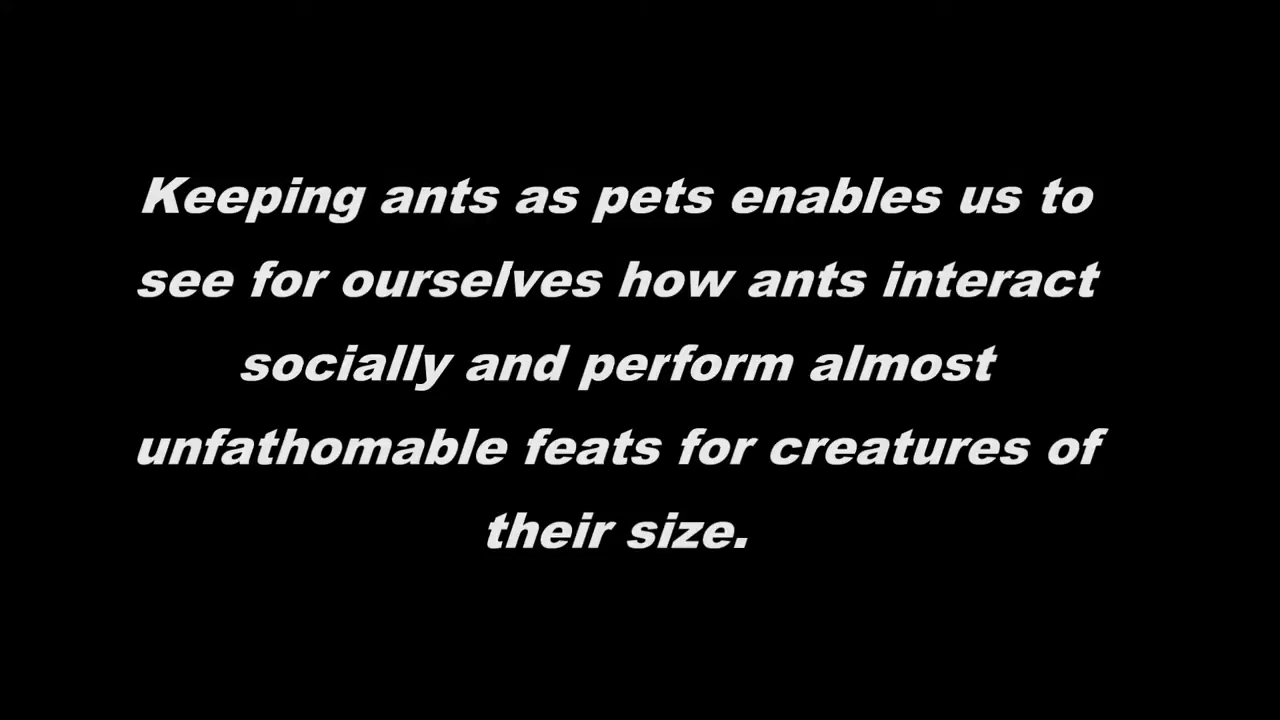 Keeping ants as pets enables us to
see for ourselves how ants interact
socially and perform almost
unfathomable feats for creatures of
their size.